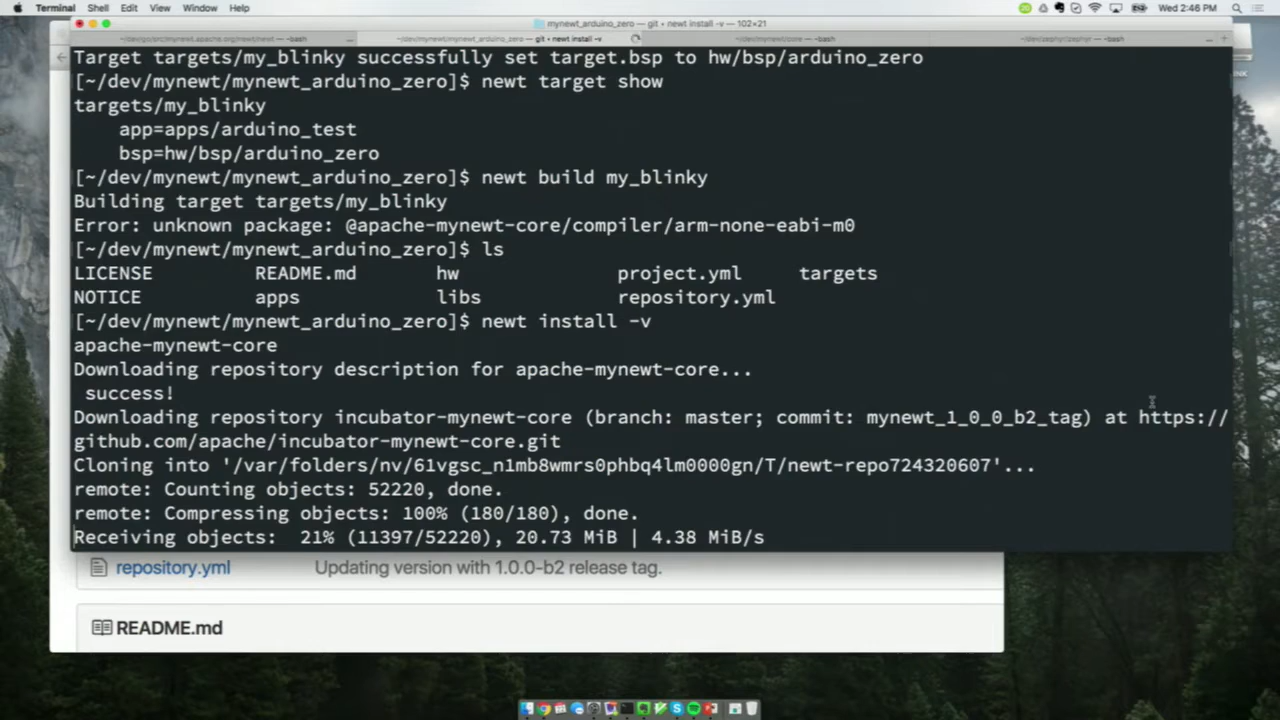 Terminal Shell Edit View Window Help
Wed 2:46 PM
mynewt_arduino_zero — git • newt install -v — 102×21
mynewt_arduino_zero — git • newt install -v
Target targets/my_blinky successfully set target.bsp to hw/bsp/arduino_zero
[~/dev/mynewt/mynewt_arduino_zero]$ newt target show
targets/my_blinky
app=apps/arduino_test
bsp=hw/bsp/arduino_zero
[~/dev/mynewt/mynewt_arduino_zero]$ newt build my_blinky
Building target targets/my_blinky
Error: unknown package: @apache-mynewt-core/compiler/arm-none-eabi-m0
[~/dev/mynewt/mynewt_arduino_zero]$ ls
LICENSE README.md hw project.yml targets
NOTICE apps libs repository.yml
[~/dev/mynewt/mynewt_arduino_zero]$ newt install -v
apache-mynewt-core
Downloading repository description for apache-mynewt-core...
success!
Downloading repository incubator-mynewt-core (branch: master; commit: mynewt_1_0_0_b2_tag) at https://
github.com/apache/incubator-mynewt-core.git
Cloning into '/var/folders/nv/61vgsc_n1mb8wmrs0phbq4lm0000gn/T/newt-repo724320607'...
remote: Counting objects: 52220, done.
remote: Compressing objects: 100% (180/180), done.
Receiving objects: 21% (11397/52220), 20.73 MiB | 4.38 MiB/s
repository.yml Updating version with 1.0.0-b2 release tag.
README.md